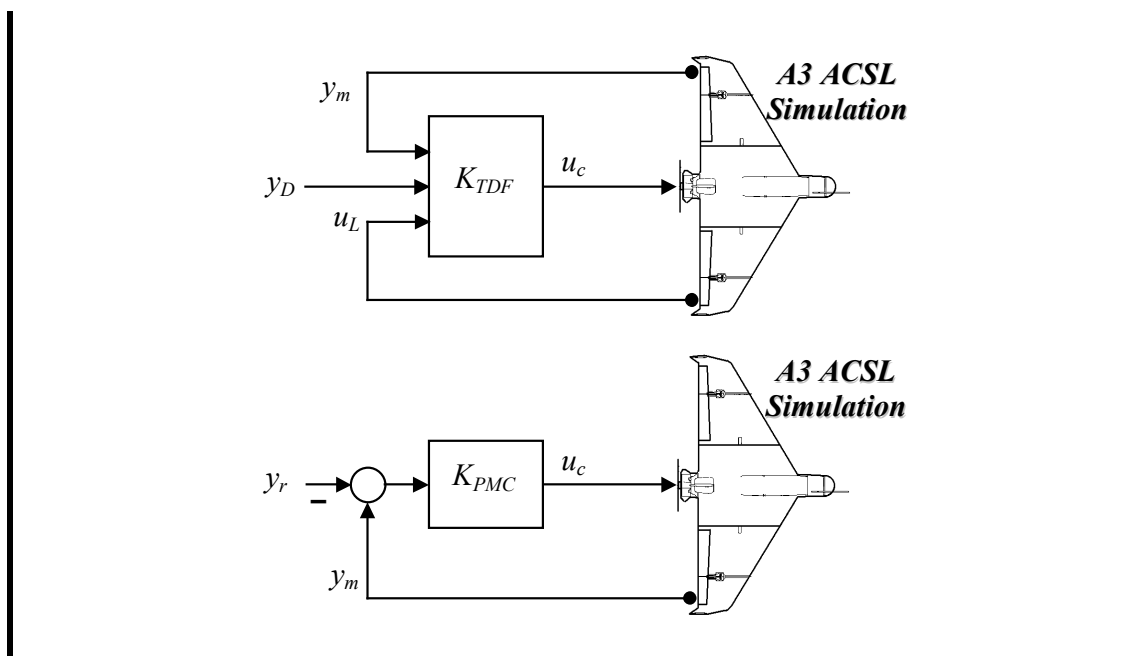 A3 ACSL
Simulation
y_m
K_TDF
u_c
y_D
u_L
A3 ACSL
Simulation
K_PMC
u_c
y_r
-
y_m